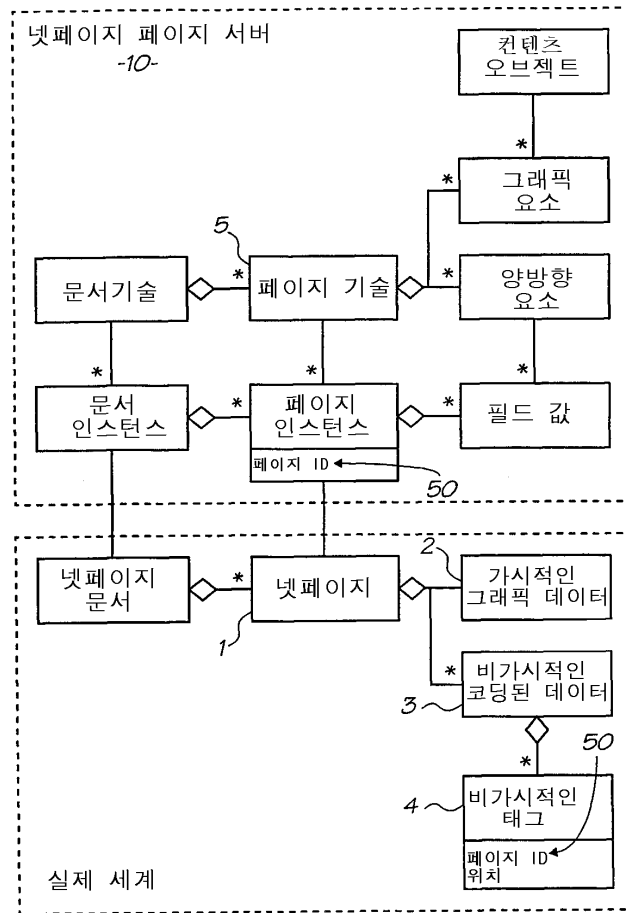 넷페이지 페이지 서버
-10-
컨텐츠
오브젝트
*
*
그래픽
요소
5
문서기술
*
페이지 기술
*
양방향
요소
*
*
*
문서
인스턴스
*
페이지
인스턴스
*
필드 값
페이지 ID
50
넷페이지
문서
*
넷페이지
1
2
가시적인
그래픽 데이터
*
비가시적인
코딩된 데이터
3
*
50
4
비가시적인
태그
페이지 ID
위치
실제 세계